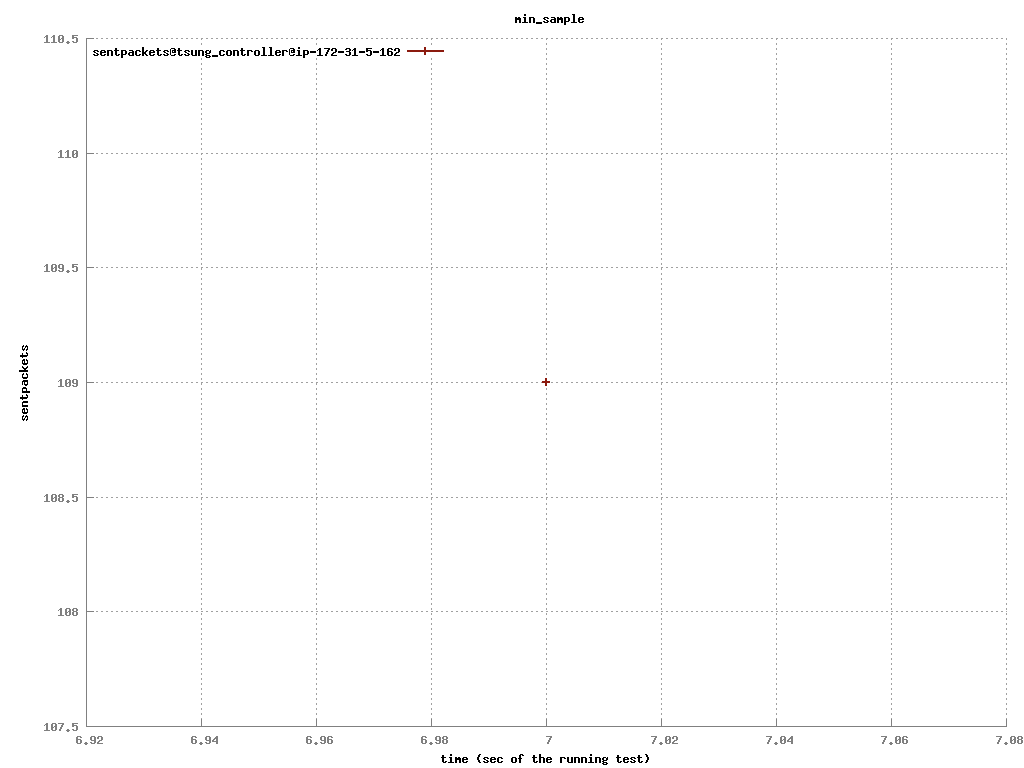 min_sample
110.5
sentpackets@tsung_controller@ip-172-31-5-162
110
109.5
sentpackets
109
108.5
108
107.5
6.92 6.94 6.96 6.98 7 7.02 7.04 7.06 7.08
time (sec of the running test)